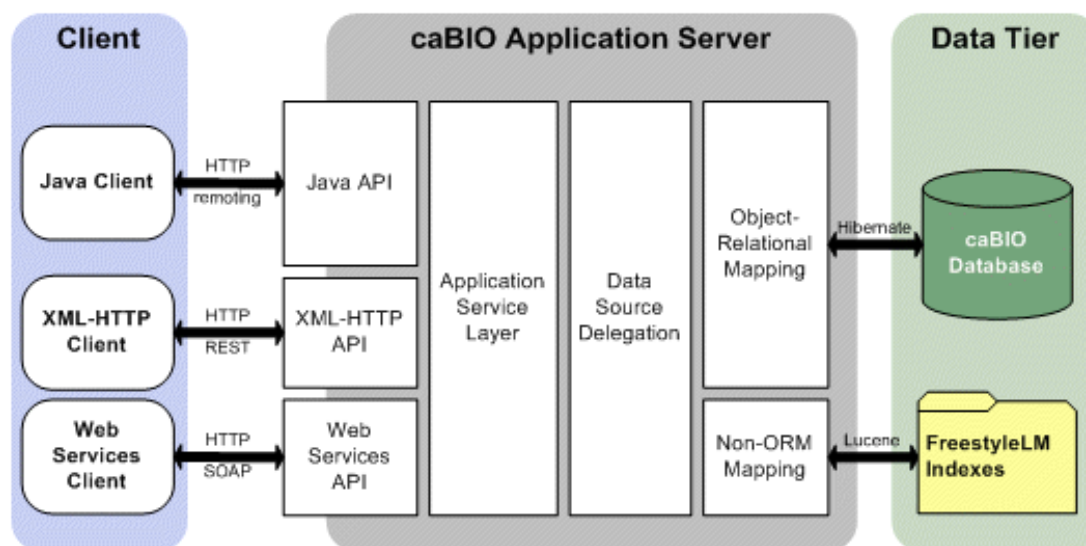 Client
caBIO Application Server
Data Tier
Java Client
HTTP
remoting
Java API
XML-HTTP
Client
HTTP
REST
XML-HTTP
API
Web
Services
Client
HTTP
SOAP
Web
Services
API
Application
Service
Layer
Data
Source
Delegation
Object-
Relational
Mapping
Non-ORM
Mapping
Hibernate
caBIO
Database
Lucene
FreestyleLM
Indexes